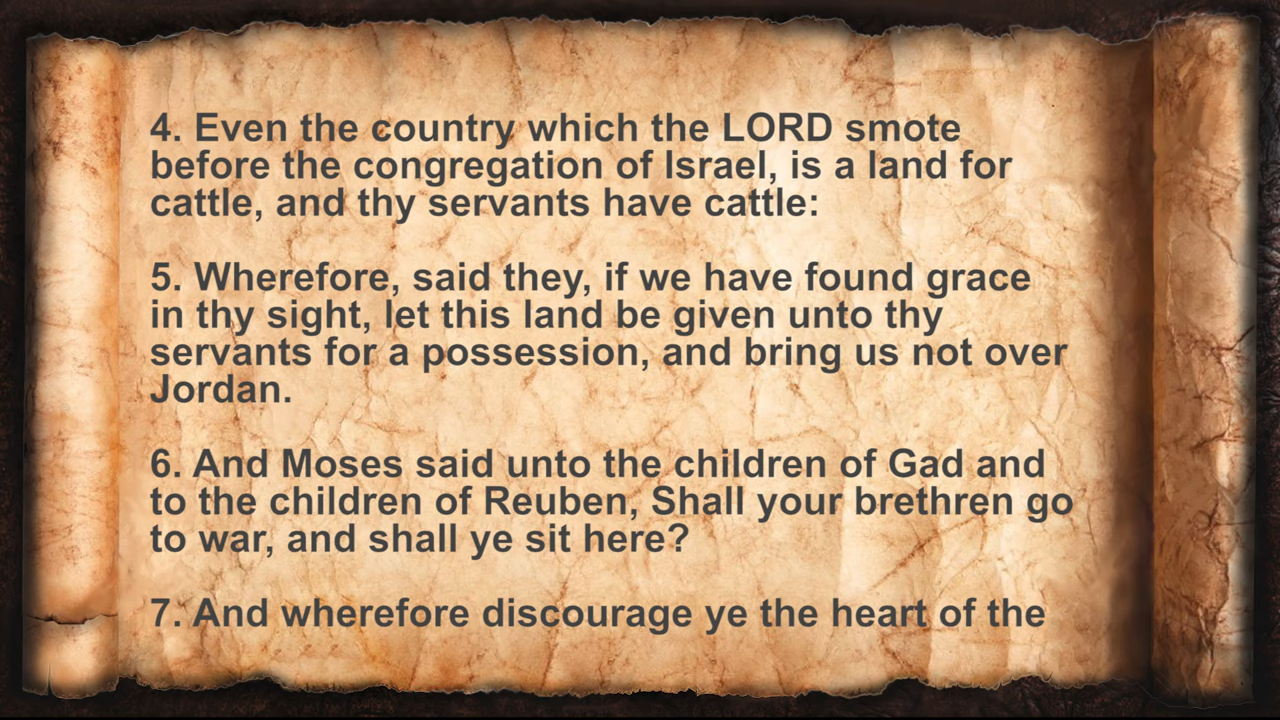 4. Even the country which the LORD smote
before the congregation of Israel, is a land for
cattle, and thy servants have cattle:
5. Wherefore, said they, if we have found grace
in thy sight, let this land be given unto thy
servants for a possession, and bring us not over
Jordan.
6. And Moses said unto the children of Gad and
to the children of Reuben, Shall your brethren go
to war, and shall ye sit here?
7. And wherefore discourage ye the heart of the